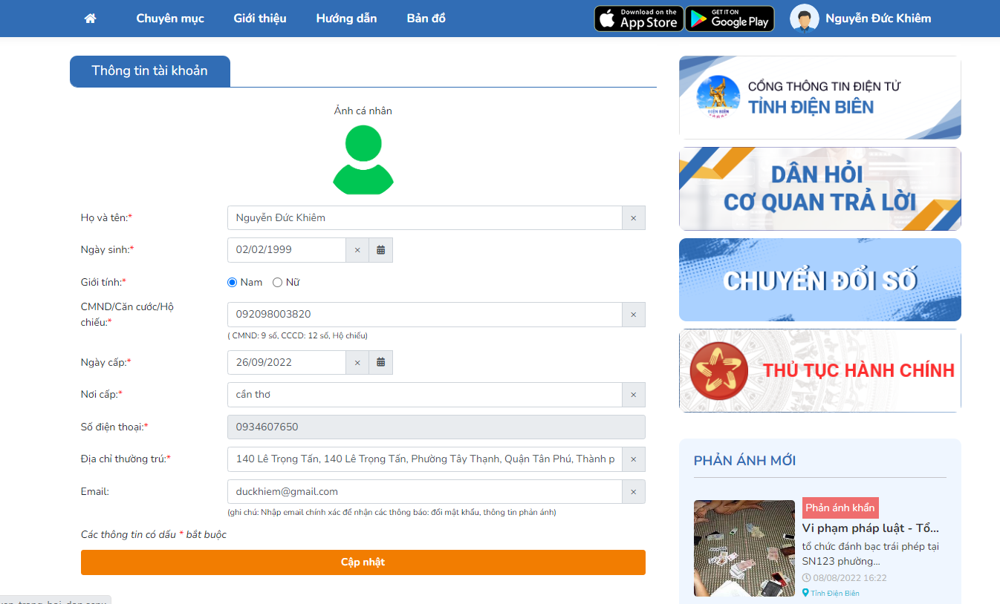 Chuyên mục
Giới thiệu
Hướng dẫn
Bản đồ
Download on the
App Store
GET IT ON
Google Play
Nguyễn Đức Khiêm
Thông tin tài khoản
Ảnh cá nhân
Họ và tên:*
Nguyễn Đức Khiêm
×
Ngày sinh:*
02/02/1999
×
Giới tính:*
Nam
Nữ
CMND/Căn cước/Hộ
chiếu:*
092098003820
×
( CMND: 9 số, CCCD: 12 số, Hộ chiếu)
Ngày cấp:*
26/09/2022
×
Nơi cấp:*
cần thơ
×
Số điện thoại:*
0934607650
Địa chỉ thường trú:*
140 Lê Trọng Tấn, 140 Lê Trọng Tấn, Phường Tây Thạnh, Quận Tân Phú, Thành p
×
Email:
duckhiem@gmail.com
×
(ghi chú: Nhập email chính xác để nhận các thông báo: đổi mật khẩu, thông tin phản ánh)
Các thông tin có dấu * bắt buộc
Cập nhật
ĐIỆN BIÊN
CỔNG THÔNG TIN ĐIỆN TỬ
TỈNH ĐIỆN BIÊN
DÂN HỎI
CƠ QUAN TRẢ LỜI
CHUYỂN ĐỔI SỐ
THỦ TỤC HÀNH CHÍNH
PHẢN ÁNH MỚI
Phản ánh khẩn
Vi phạm pháp luật - Tổ...
tổ chức đánh bạc trái phép tại
SN123 phường...
08/08/2022 16:22
Tỉnh Điện Biên